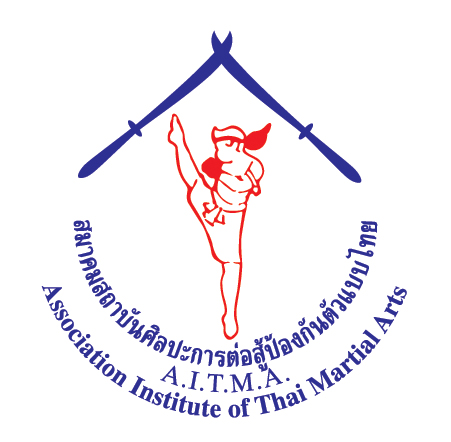 สมาคมสถาบันศิลปะการต่อสู้ป้องกันตัวแบบไทย
A.I.T.M.A.
Association Institute of Thai Martial Arts